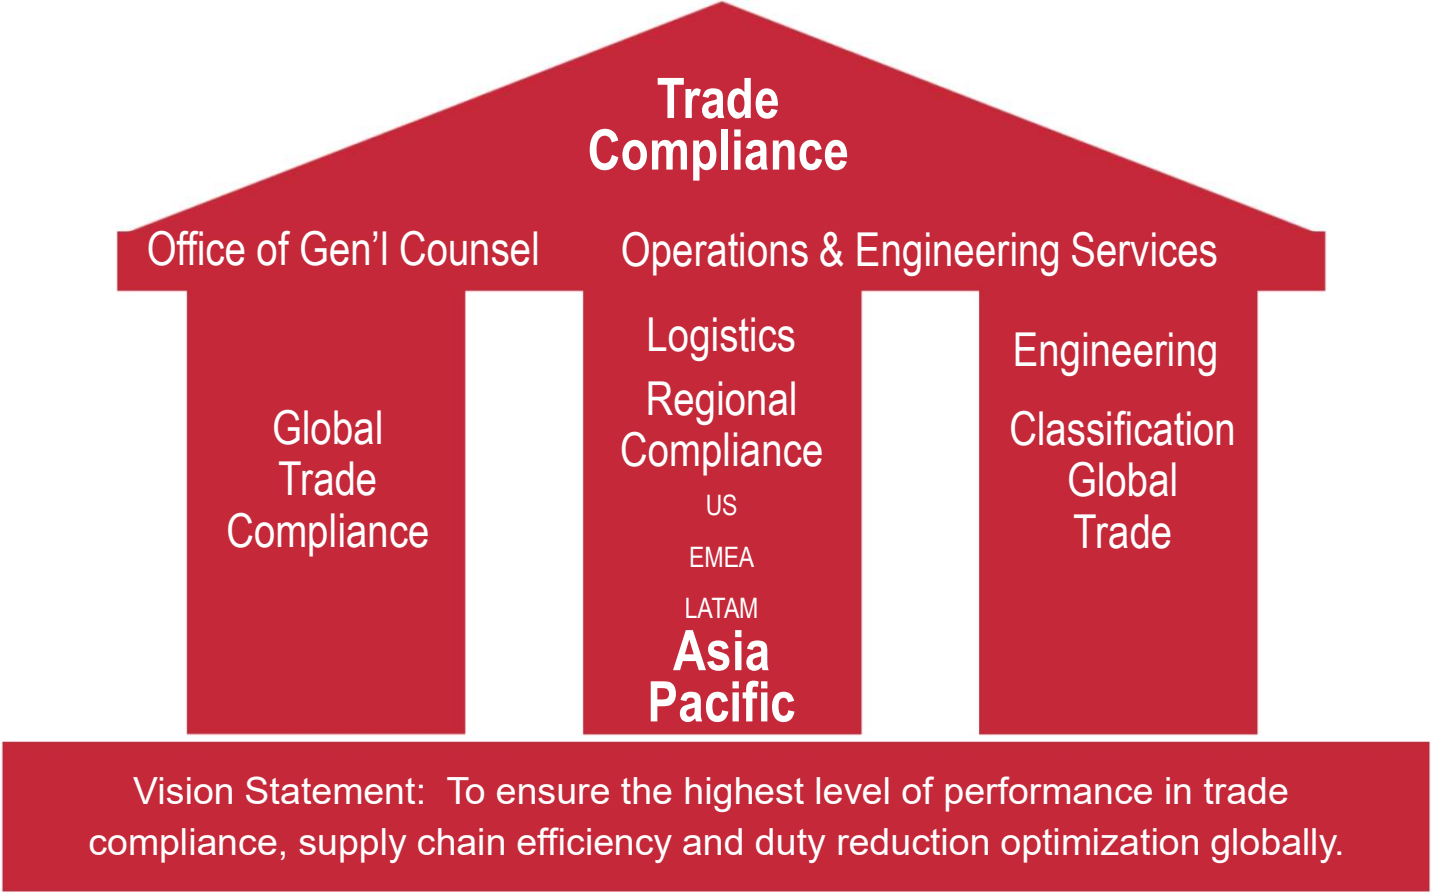 Trade
Compliance
Office of Gen’l Counsel
Operations & Engineering Services
Global
Trade
Compliance
Logistics
Regional
Compliance
US
EMEA
LATAM
Asia
Pacific
Engineering
Classification
Global
Trade
Vision Statement:  To ensure the highest level of performance in trade
compliance, supply chain efficiency and duty reduction optimization globally.